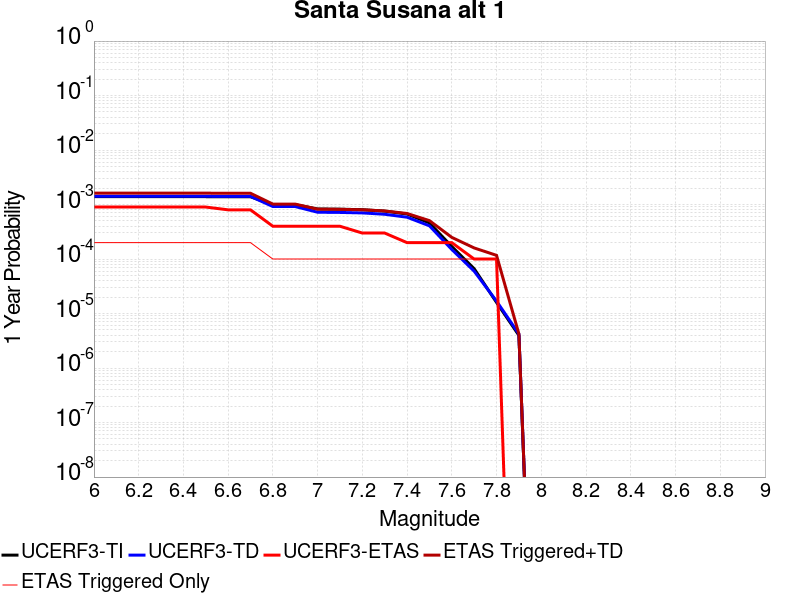 Santa Susana alt 1
10^0
10^-1
10^-2
10^-3
10^-4
10^-5
10^-6
10^-7
10^-8
1 Year Probability
6 6.2 6.4 6.6 6.8 7 7.2 7.4 7.6 7.8 8 8.2 8.4 8.6 8.8 9
Magnitude
UCERF3-TI UCERF3-TD UCERF3-ETAS ETAS Triggered+TD
ETAS Triggered Only